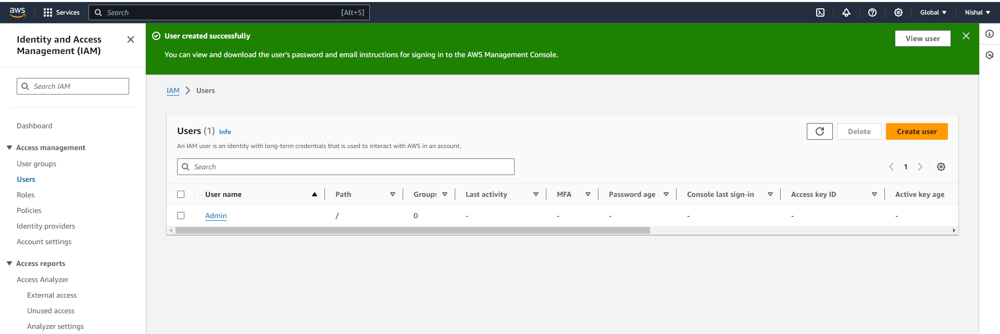 aws
Services
Search
[Alt+S]
Global
Nishal
Identity and Access
Management (IAM)
Search IAM
Dashboard
Access management
User groups
Users
Roles
Policies
Identity providers
Account settings
Access reports
Access Analyzer
External access
Unused access
Analyzer settings
User created successfully
You can view and download the user's password and email instructions for signing in to the AWS Management Console.
View user
IAM > Users
Users (1) Info
An IAM user is an identity with long-term credentials that is used to interact with AWS in an account.
Delete
Create user
Search
1
User name Path Groups Last activity MFA Password age Console last sign-in Access key ID Active key age
Admin / 0 - - - - - -